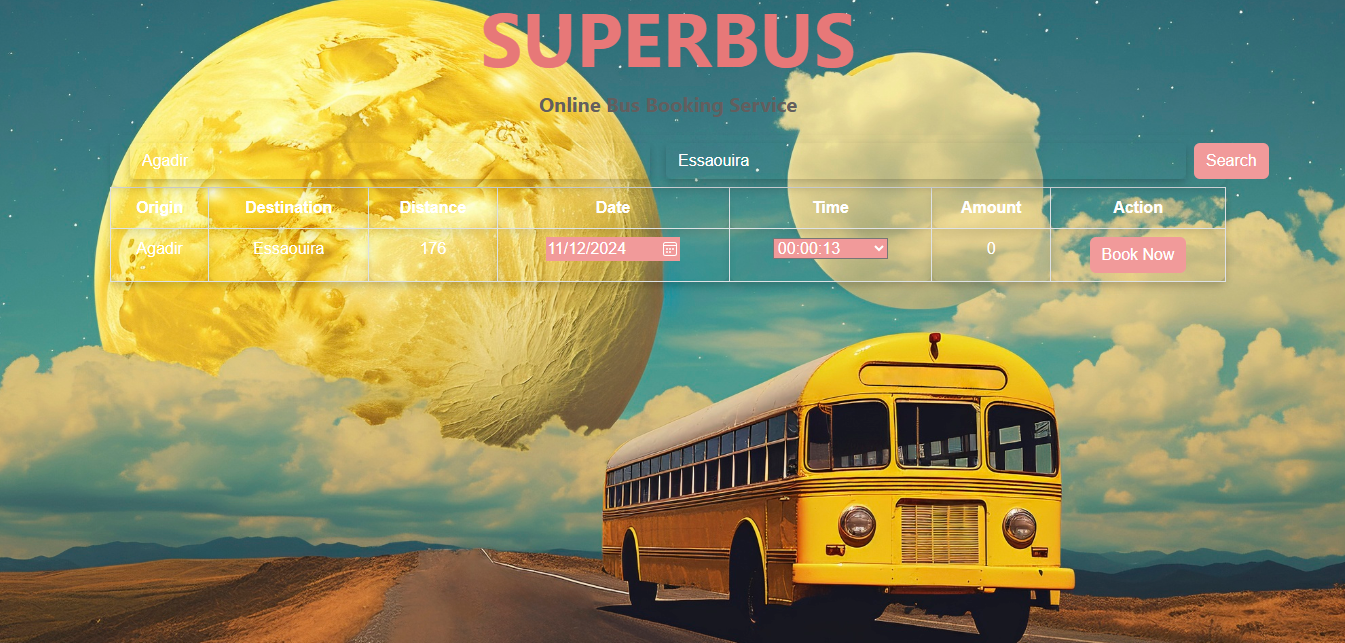 SUPERBUS
Online Bus Booking Service
Agadir Essaouira Search
Origin Destination Distance Date Time Amount Action
Agadir Essaouira 176 11/12/2024 00:00:13 0 Book Now